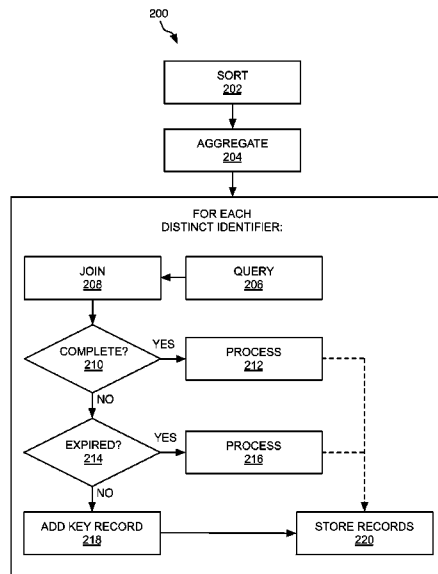 200
SORT
202
AGGREGATE
204
FOR EACH
DISTINCT IDENTIFIER:
JOIN
208
QUERY
206
COMPLETE?
210
YES
PROCESS
212
NO
EXPIRED?
214
YES
PROCESS
216
NO
ADD KEY RECORD
218
STORE RECORDS
220